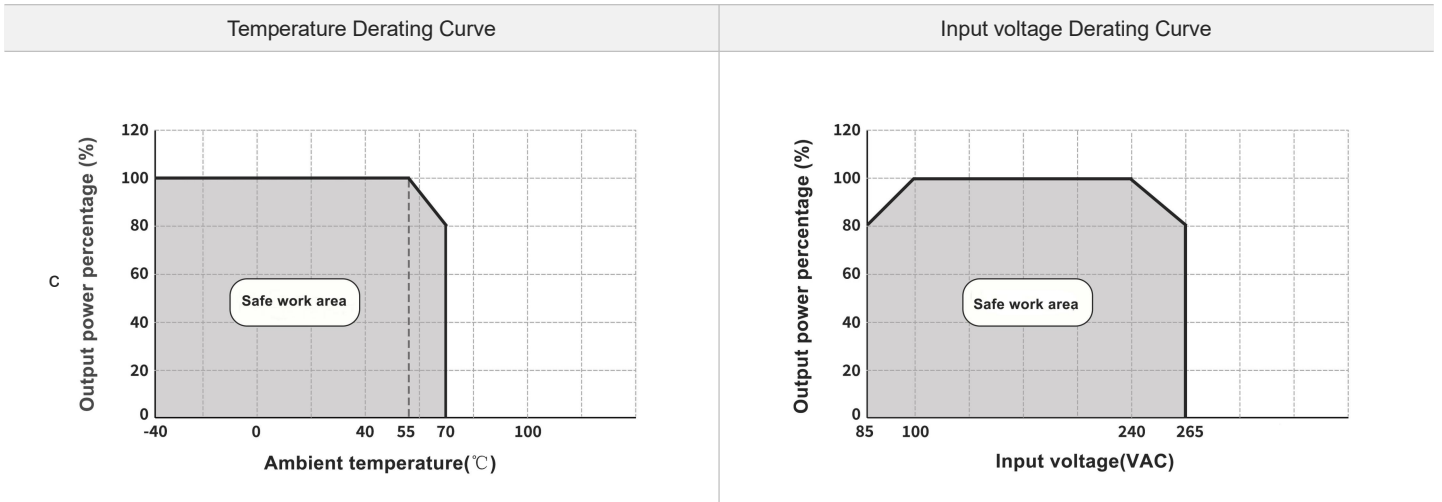 Temperature Derating Curve
Input voltage Derating Curve
C
Output power percentage (%)
120
100
80
60
40
20
0
Safe work area
-40 0 40 55 70 100
Ambient temperature(℃)
Output power percentage (%)
120
100
80
60
40
20
0
Safe work area
85 100 240 265
Input voltage(VAC)